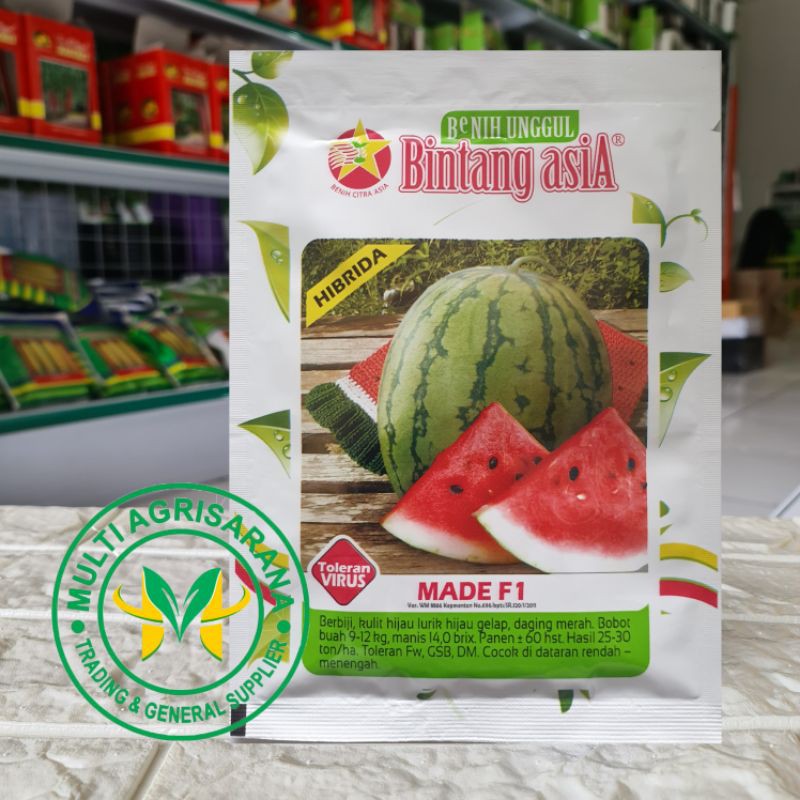 BeNIH UNGGUL
Bintang asiA®
BENIH CITRA ASIA
HIBRIDA
Toleran
VIRUS
MADE F1
Berbiji, kulit hijau lurik hijau gelap, daging merah. Bobot
buah 9-12 kg, manis 14,0 brix. Panen ± 60 hst. Hasil 25-30
ton/ha. Toleran Fw, GSB, DM. Cocok di dataran rendah –
menengah.
MULTI AGRISARANA
TRADING & GENERAL SUPPLIER